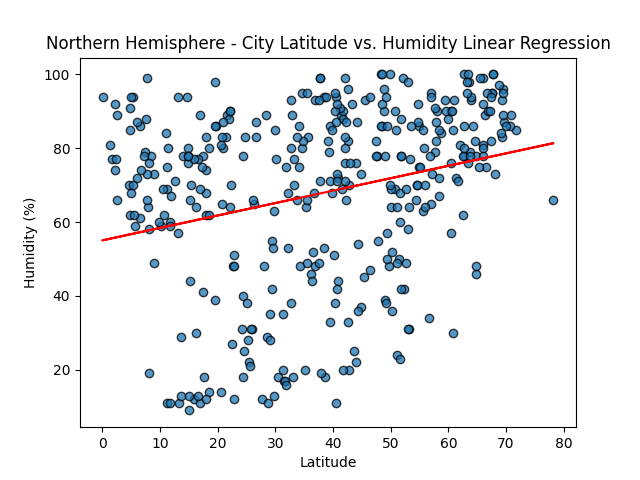 Northern Hemisphere - City Latitude vs. Humidity Linear Regression
Humidity (%)
100
80
60
40
20
0 10 20 30 40 50 60 70 80
Latitude